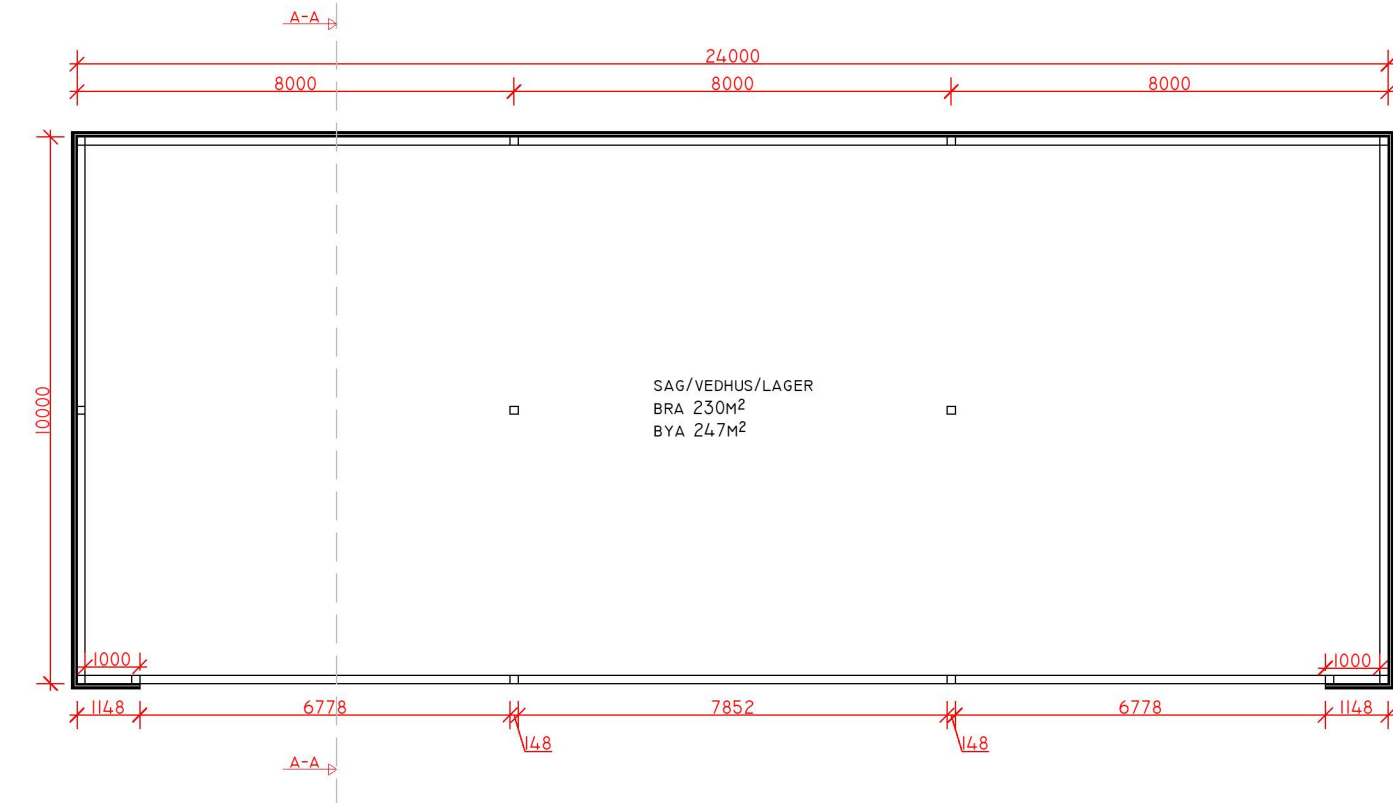 A-A
24000
8000 8000 8000
10000
SAG/VEDHUS/LAGER
BRA 230M²
BYA 247M²
1000 1000
1148 6778 7852 6778 1148
148 148
A-A